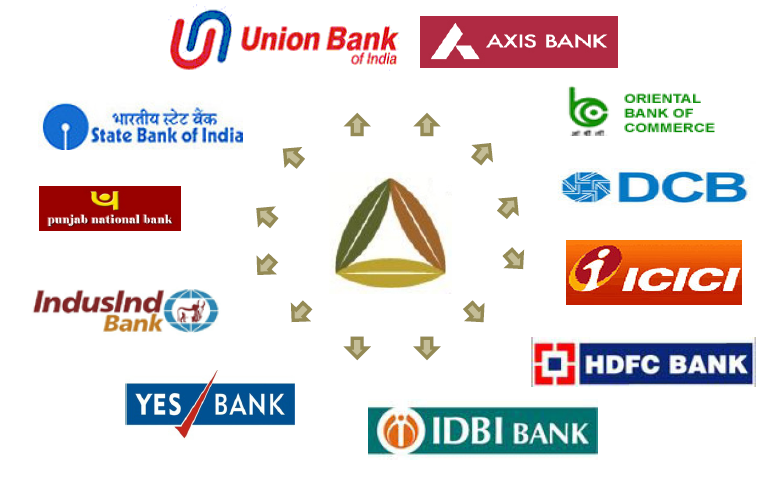 Union Bank
of India
AXIS BANK
भारतीय स्टेट बैंक
State Bank of India
ORIENTAL
BANK OF
COMMERCE
punjab national bank
DCB
IndusInd
Bank
ICICI
HDFC BANK
YES BANK
IDBI BANK